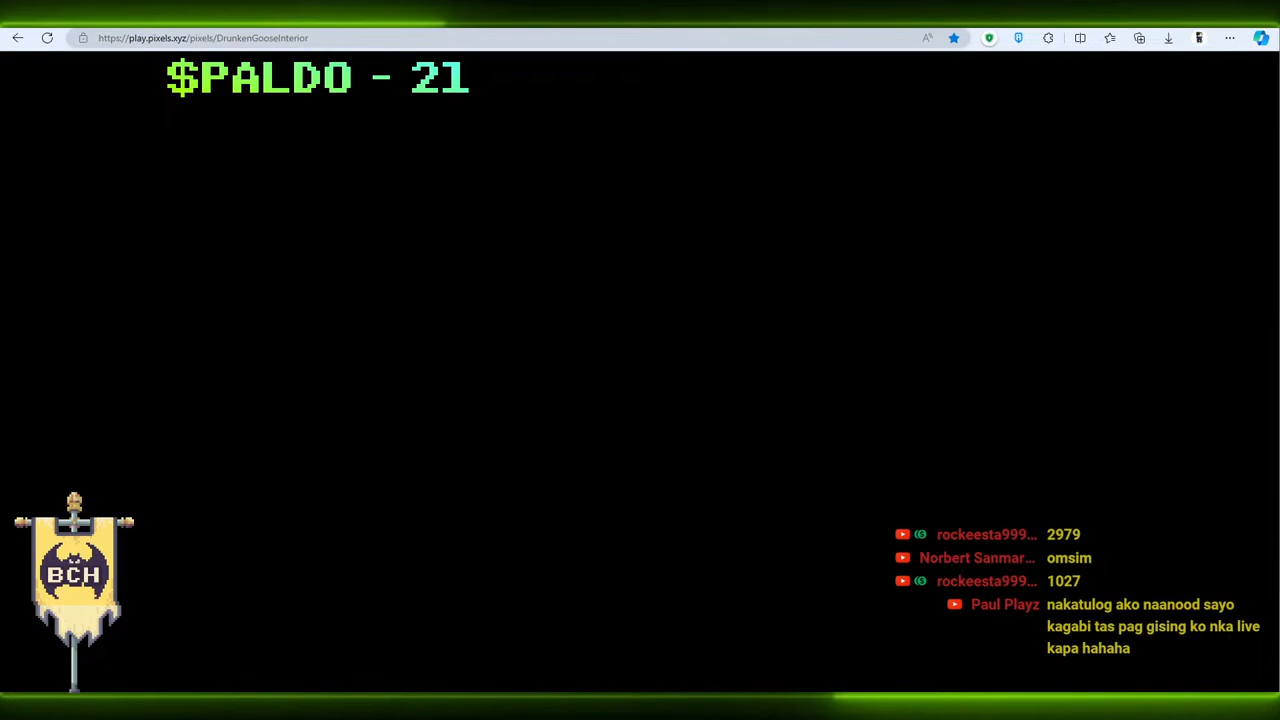 https://play.pixels.xyz/pixels/DrunkenGooseInterior
$PALDO - 21
BCH
rockeesta999... 2979
Norbert Sanmar... omsim
rockeesta999... 1027
Paul Playz nakatulog ako naanood sayo
kagabi tas pag gising ko nka live
kapa hahaha